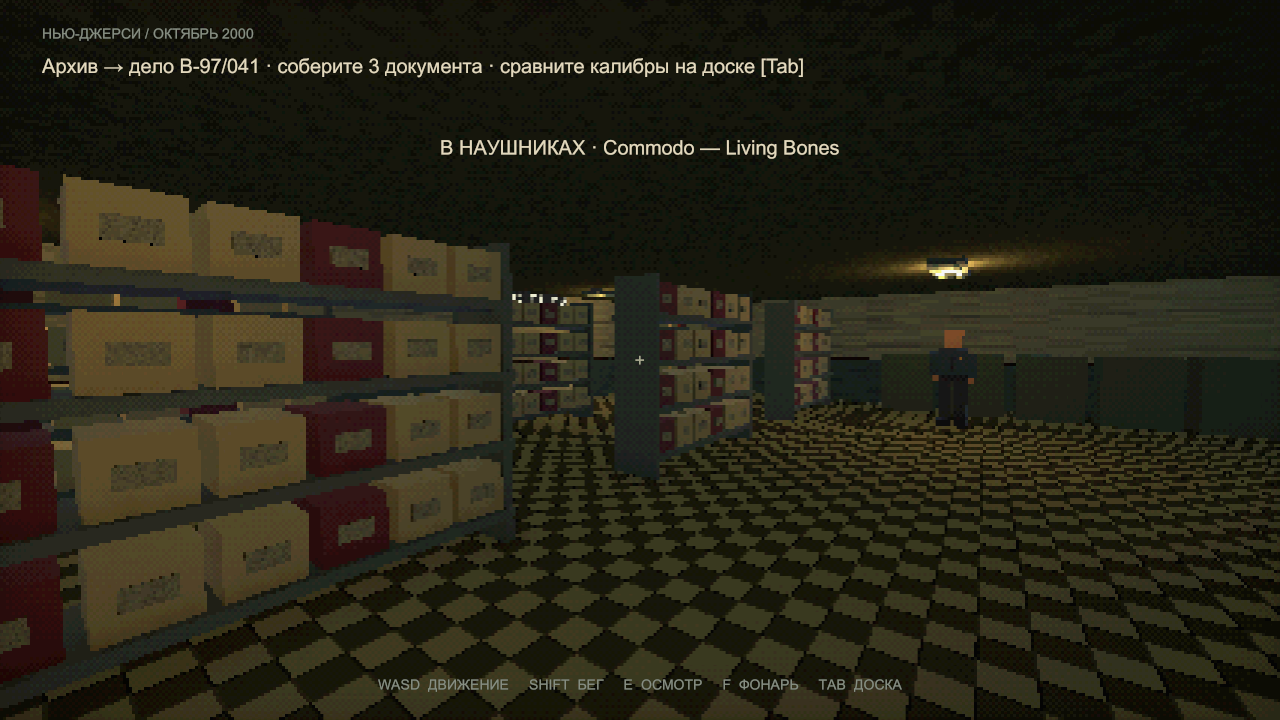 НЬЮ-ДЖЕРСИ / ОКТЯБРЬ 2000
Архив → дело B-97/041 · соберите 3 документа · сравните калибры на доске [Tab]
В НАУШНИКАХ · Commodo — Living Bones
WASD ДВИЖЕНИЕ SHIFT БЕГ E ОСМОТР F ФОНАРЬ TAB ДОСКА